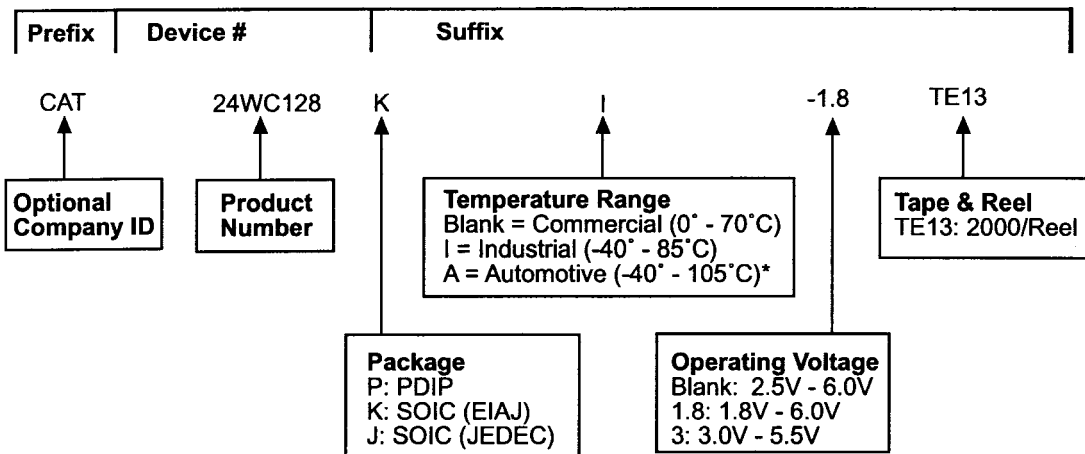 Prefix Device # Suffix
CAT 24WC128 K I -1.8 TE13
Optional
Company ID
Product
Number
Temperature Range
Blank = Commercial (0˚ - 70˚C)
I = Industrial (-40˚ - 85˚C)
A = Automotive (-40˚ - 105˚C)*
Tape & Reel
TE13: 2000/Reel
Package
P: PDIP
K: SOIC (EIAJ)
J: SOIC (JEDEC)
Operating Voltage
Blank: 2.5V - 6.0V
1.8: 1.8V - 6.0V
3: 3.0V - 5.5V